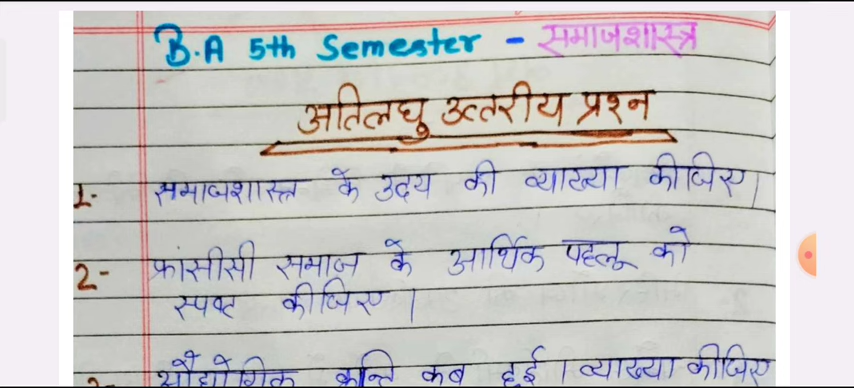 B.A 5th Semester - समाजशास्त्र
अतिलघु उत्तरीय प्रश्न
1- समाजशास्त्र के उदय की व्याख्या कीजिए।
2- फ्रांसीसी समाज के आर्थिक पहलू को
स्पष्ट कीजिए।
औद्योगिक क्रान्ति कब हुई। व्याख्या कीजिए